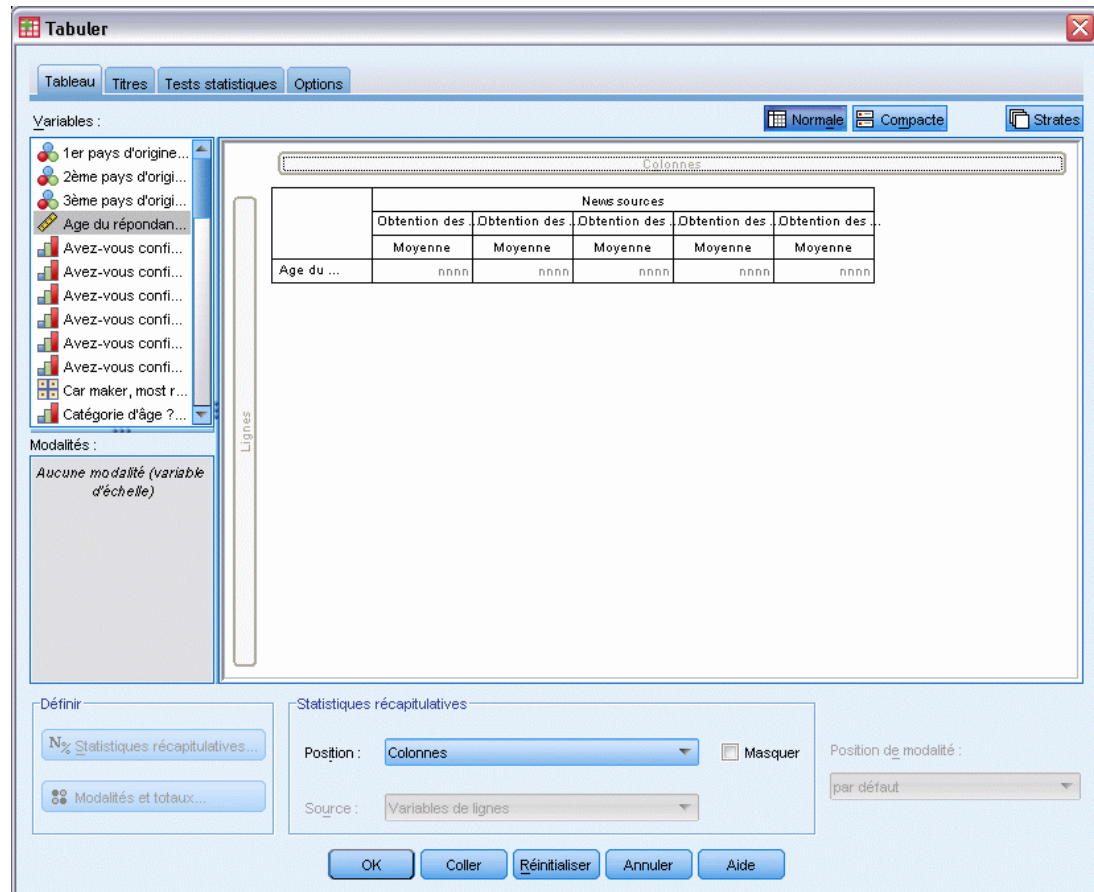 Tabuler
Tableau Titres Tests statistiques Options
Variables :
Normale Compacte Strates
1er pays d'origine...
2ème pays d'origi...
3ème pays d'origi...
Age du répondan...
Avez-vous confi...
Avez-vous confi...
Avez-vous confi...
Avez-vous confi...
Avez-vous confi...
Avez-vous confi...
Car maker, most r...
Catégorie d'âge ?...
Modalités :
Aucune modalité (variable
d'échelle)
Colonnes
Lignes
News sources
Obtention des ... Obtention des ... Obtention des ... Obtention des ... Obtention des ...
Moyenne Moyenne Moyenne Moyenne Moyenne
Age du ... nnnn nnnn nnnn nnnn nnnn
Définir
N% Statistiques récapitulatives...
Modalités et totaux...
Statistiques récapitulatives
Position : Colonnes Masquer
Source : Variables de lignes
Position de modalité :
par défaut
OK Coller Réinitialiser Annuler Aide